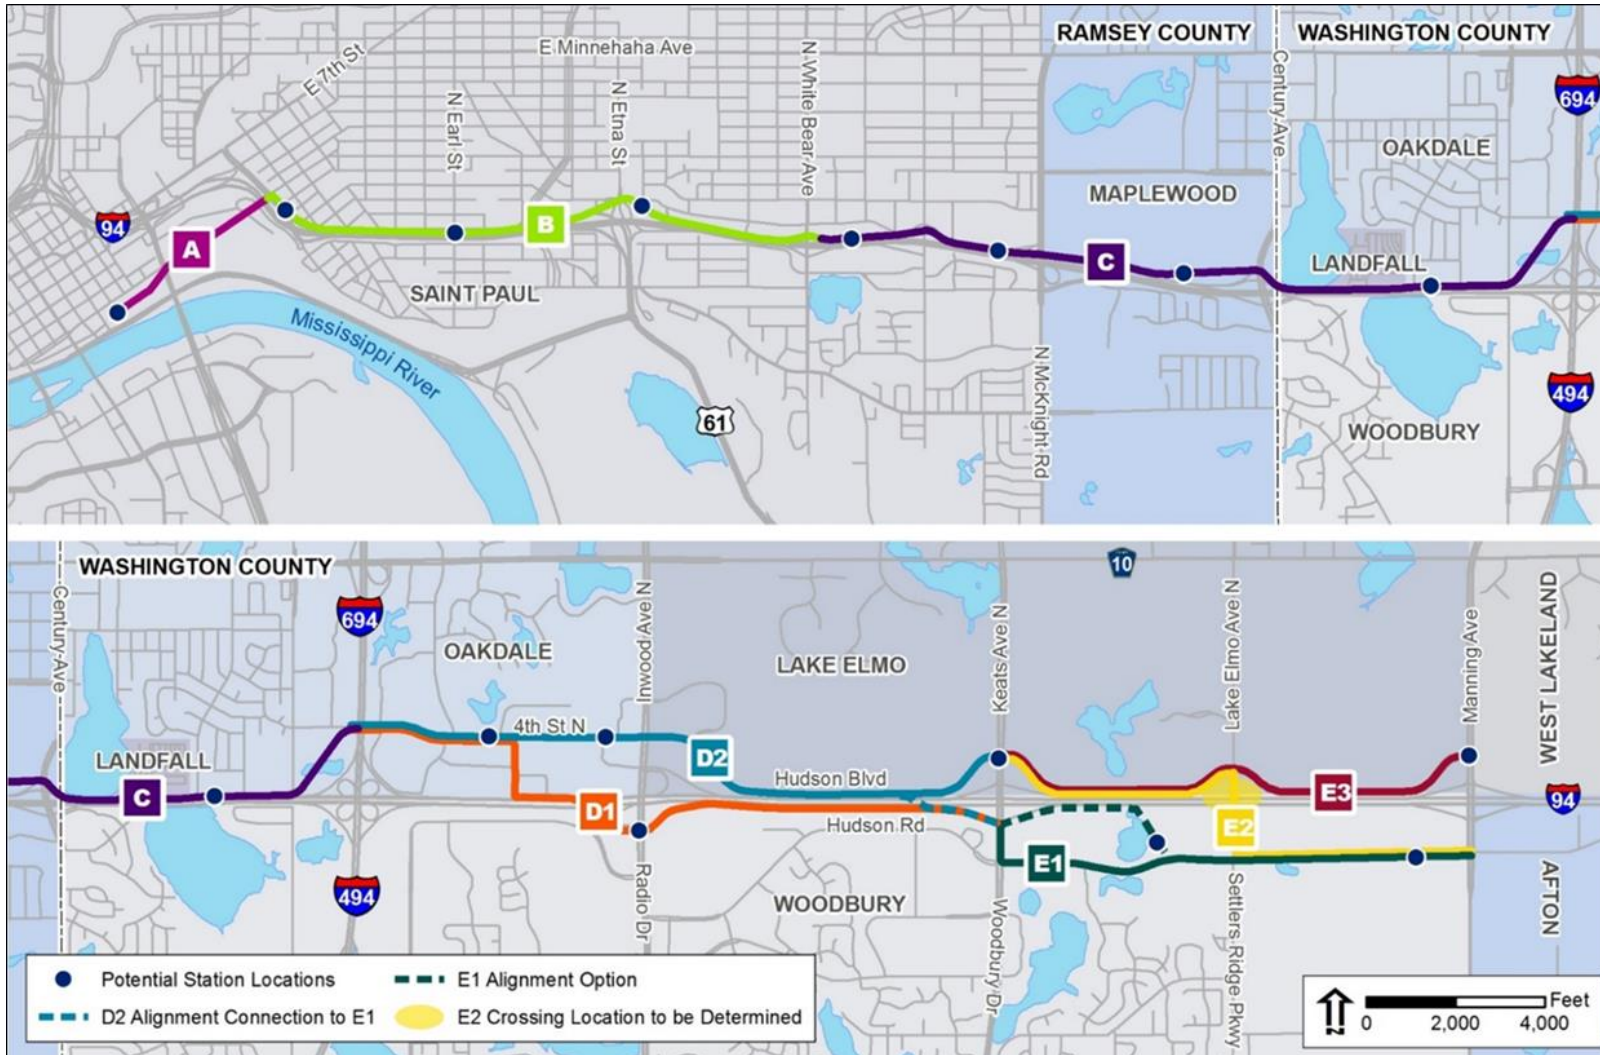 RAMSEY COUNTY
WASHINGTON COUNTY
E 7th St
E Minnehaha Ave
N Earl St
N Etna St
N White Bear Ave
Century Ave
694
OAKDALE
MAPLEWOOD
94
A
B
C
LANDFALL
SAINT PAUL
Mississippi River
N McKnight Rd
61
494
WOODBURY
WASHINGTON COUNTY
Century Ave
694
OAKDALE
Inwood Ave N
LAKE ELMO
Keats Ave N
10
Lake Elmo Ave N
Manning Ave
WEST LAKELAND
4th St N
LANDFALL
C
D2
Hudson Blvd
D1
Hudson Rd
E3
94
E2
E1
494
Radio Dr
WOODBURY
Woodbury Dr
Settlers Ridge Pkwy
AFTON
Potential Station Locations
E1 Alignment Option
D2 Alignment Connection to E1
E2 Crossing Location to be Determined
N
Feet
0 2,000 4,000